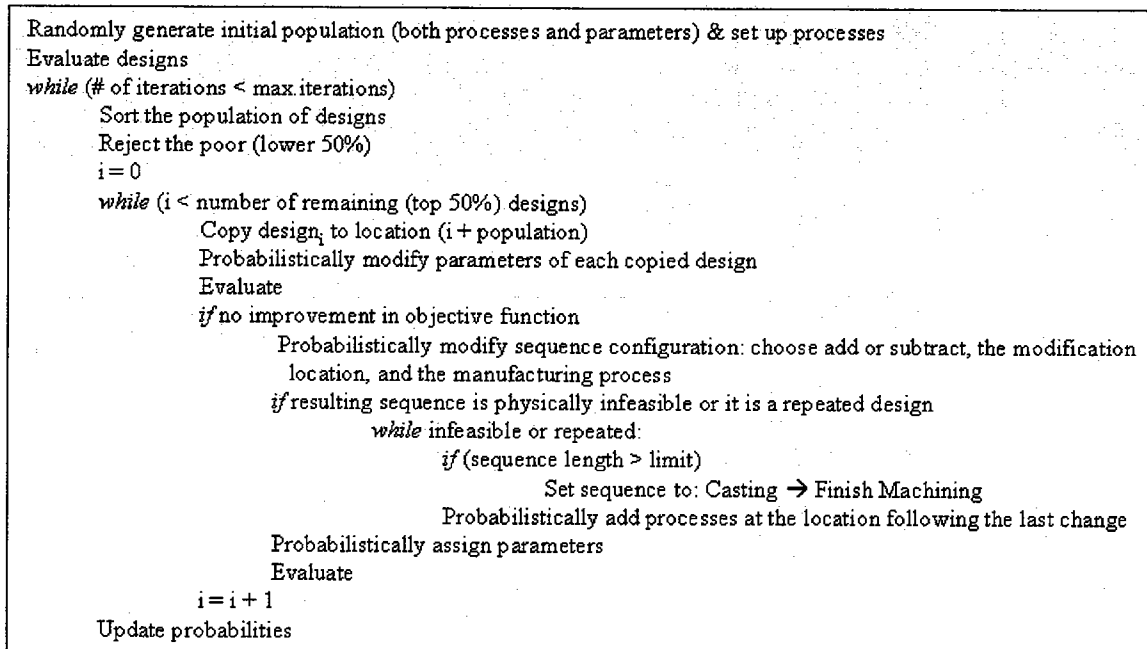 Randomly generate initial population (both processes and parameters) & set up processes
Evaluate designs
while (# of iterations < max.iterations)
Sort the population of designs
Reject the poor (lower 50%)
i = 0
while (i < number of remaining (top 50%) designs)
Copy designᵢ to location (i + population)
Probabilistically modify parameters of each copied design
Evaluate
if no improvement in objective function
Probabilistically modify sequence configuration: choose add or subtract, the modification
location, and the manufacturing process
if resulting sequence is physically infeasible or it is a repeated design
while infeasible or repeated:
if (sequence length > limit)
Set sequence to: Casting → Finish Machining
Probabilistically add processes at the location following the last change
Probabilistically assign parameters
Evaluate
i = i + 1
Update probabilities